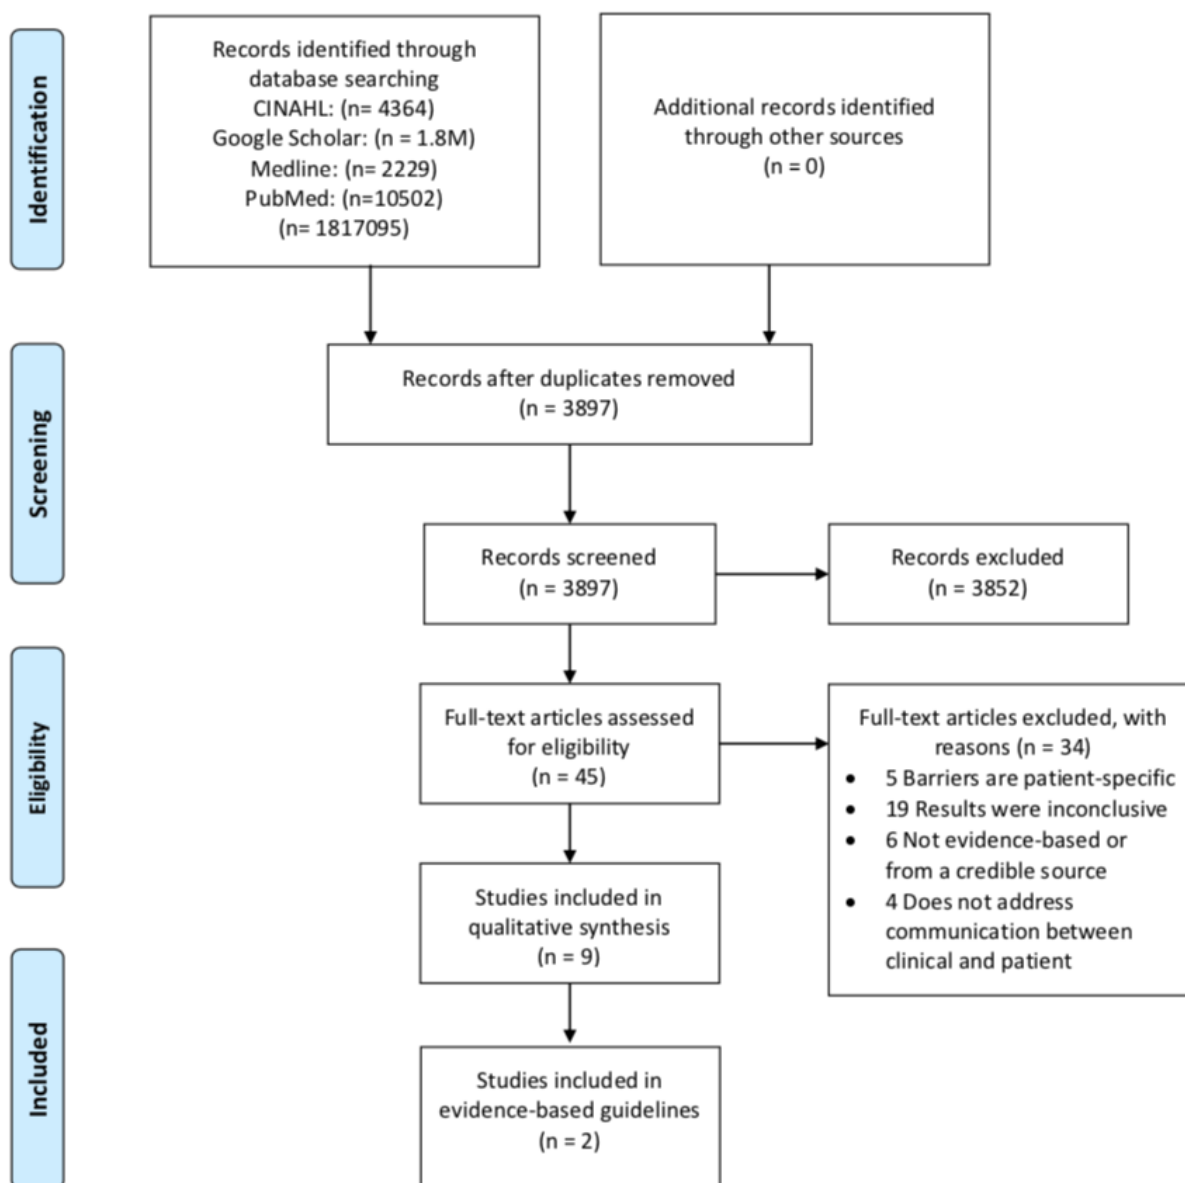 Identification
Records identified through
database searching
CINAHL: (n= 4364)
Google Scholar: (n = 1.8M)
Medline: (n= 2229)
PubMed: (n=10502)
(n= 1817095)
Additional records identified
through other sources
(n = 0)
Screening
Records after duplicates removed
(n = 3897)
Records screened
(n = 3897)
Records excluded
(n = 3852)
Eligibility
Full-text articles assessed
for eligibility
(n = 45)
Full-text articles excluded, with
reasons (n = 34)
• 5 Barriers are patient-specific
• 19 Results were inconclusive
• 6 Not evidence-based or
from a credible source
• 4 Does not address
communication between
clinical and patient
Studies included in
qualitative synthesis
(n = 9)
Included
Studies included in
evidence-based guidelines
(n = 2)